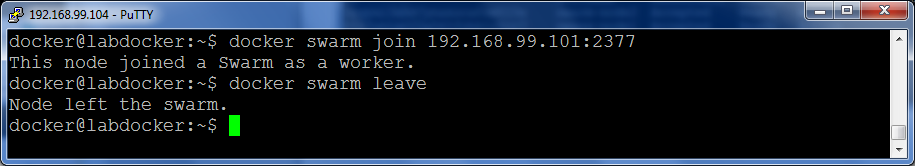 192.168.99.104 - PuTTY
docker@labdocker:~$ docker swarm join 192.168.99.101:2377
This node joined a Swarm as a worker.
docker@labdocker:~$ docker swarm leave
Node left the swarm.
docker@labdocker:~$